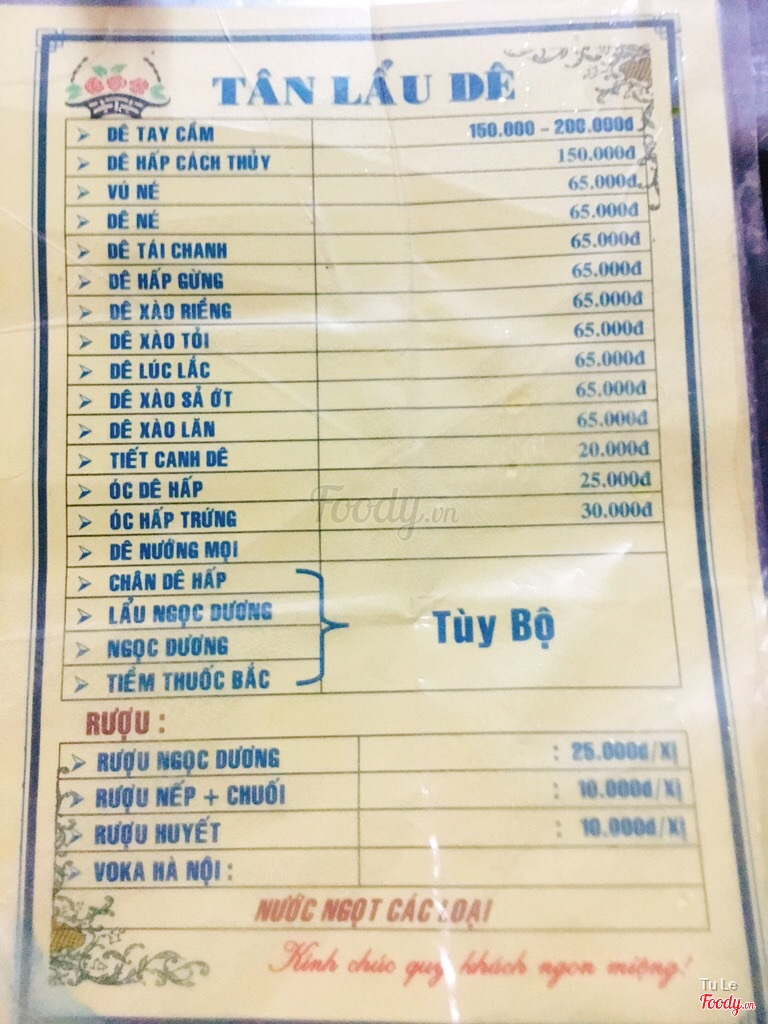 TÂN LẨU DÊ
DÊ TAY CẦM 150.000 - 200.000đ
DÊ HẤP CÁCH THỦY 150.000đ
VÚ NÉ 65.000đ
DÊ NÉ 65.000đ
DÊ TÁI CHANH 65.000đ
DÊ HẤP GỪNG 65.000đ
DÊ XÀO RIỀNG 65.000đ
DÊ XÀO TỎI 65.000đ
DÊ LÚC LẮC 65.000đ
DÊ XÀO SẢ ỚT 65.000đ
DÊ XÀO LĂN 65.000đ
TIẾT CANH DÊ 20.000đ
ÓC DÊ HẤP 25.000đ
ÓC HẤP TRỨNG 30.000đ
DÊ NƯỚNG MỌI
CHÂN DÊ HẤP
LẨU NGỌC DƯƠNG
NGỌC DƯƠNG
TIỀM THUỐC BẮC
Tùy Bộ
RƯỢU :
RƯỢU NGỌC DƯƠNG : 25.000đ/Xị
RƯỢU NẾP + CHUỐI : 10.000đ/Xị
RƯỢU HUYẾT : 10.000đ/Xị
VOKA HÀ NỘI :
NƯỚC NGỌT CÁC LOẠI
Kính chúc quý khách ngon miệng!
Foody.vn
Tu Le
Foody.vn